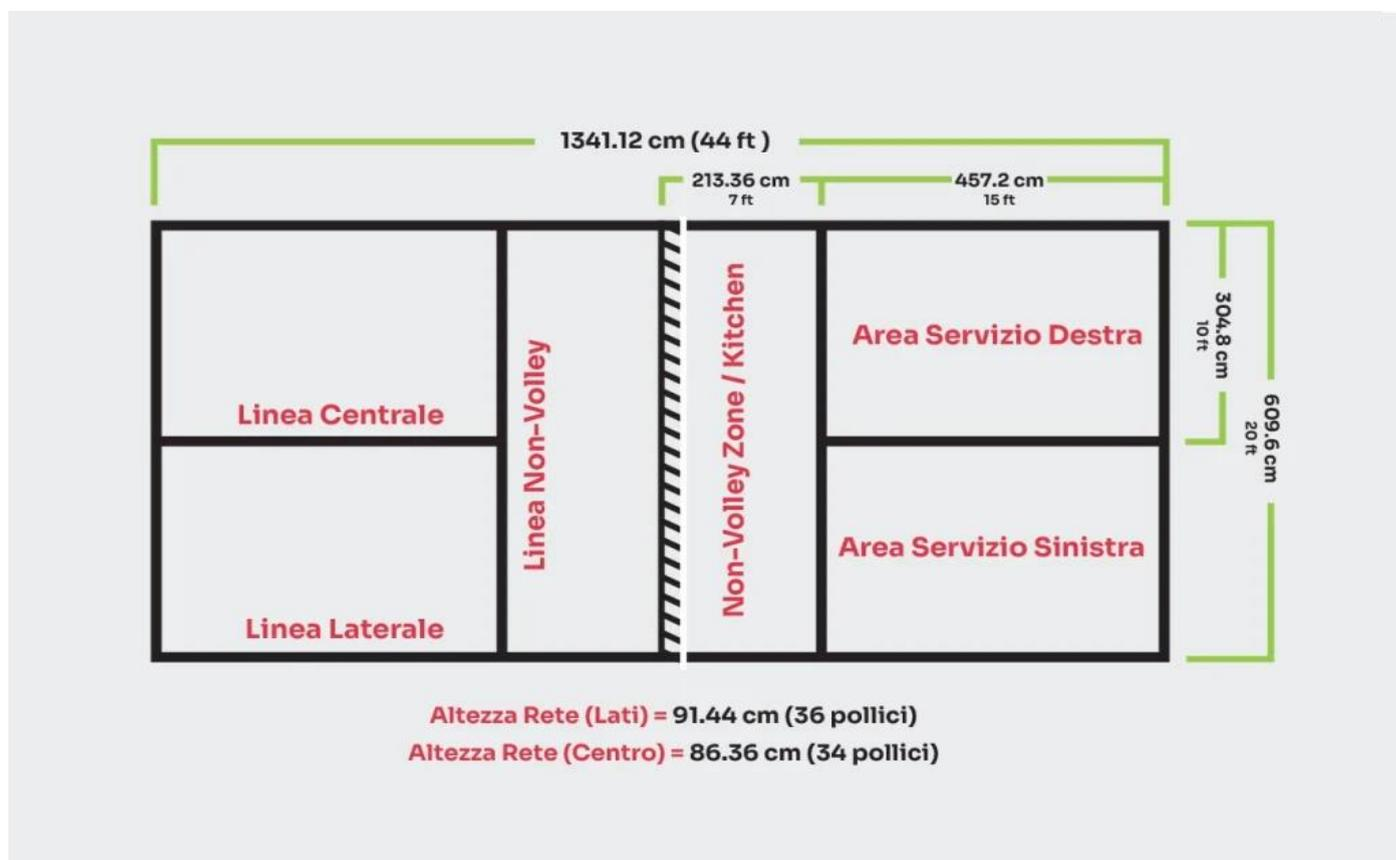 1341.12 cm (44 ft )
213.36 cm
7 ft
457.2 cm
15 ft
304.8 cm
10 ft
609.6 cm
20 ft
Linea Centrale
Linea Laterale
Linea Non-Volley
Non-Volley Zone / Kitchen
Area Servizio Destra
Area Servizio Sinistra
Altezza Rete (Lati) = 91.44 cm (36 pollici)
Altezza Rete (Centro) = 86.36 cm (34 pollici)